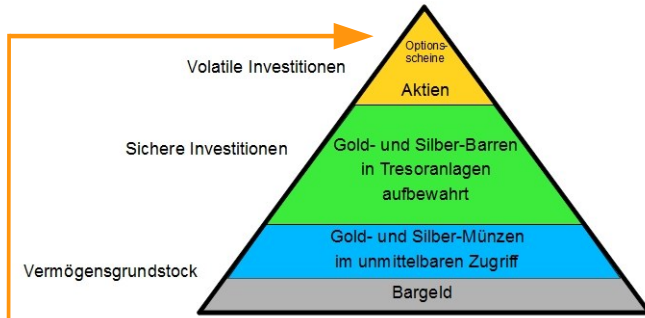 Options-
scheine
Volatile Investitionen
Aktien
Sichere Investitionen
Gold- und Silber-Barren
in Tresoranlagen
aufbewahrt
Gold- und Silber-Münzen
im unmittelbaren Zugriff
Vermögensgrundstock
Bargeld